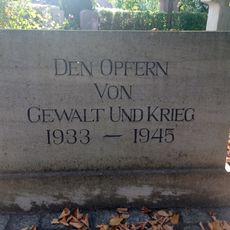 DEN OPFERN
VON
GEWALT UND KRIEG
1933 — 1945